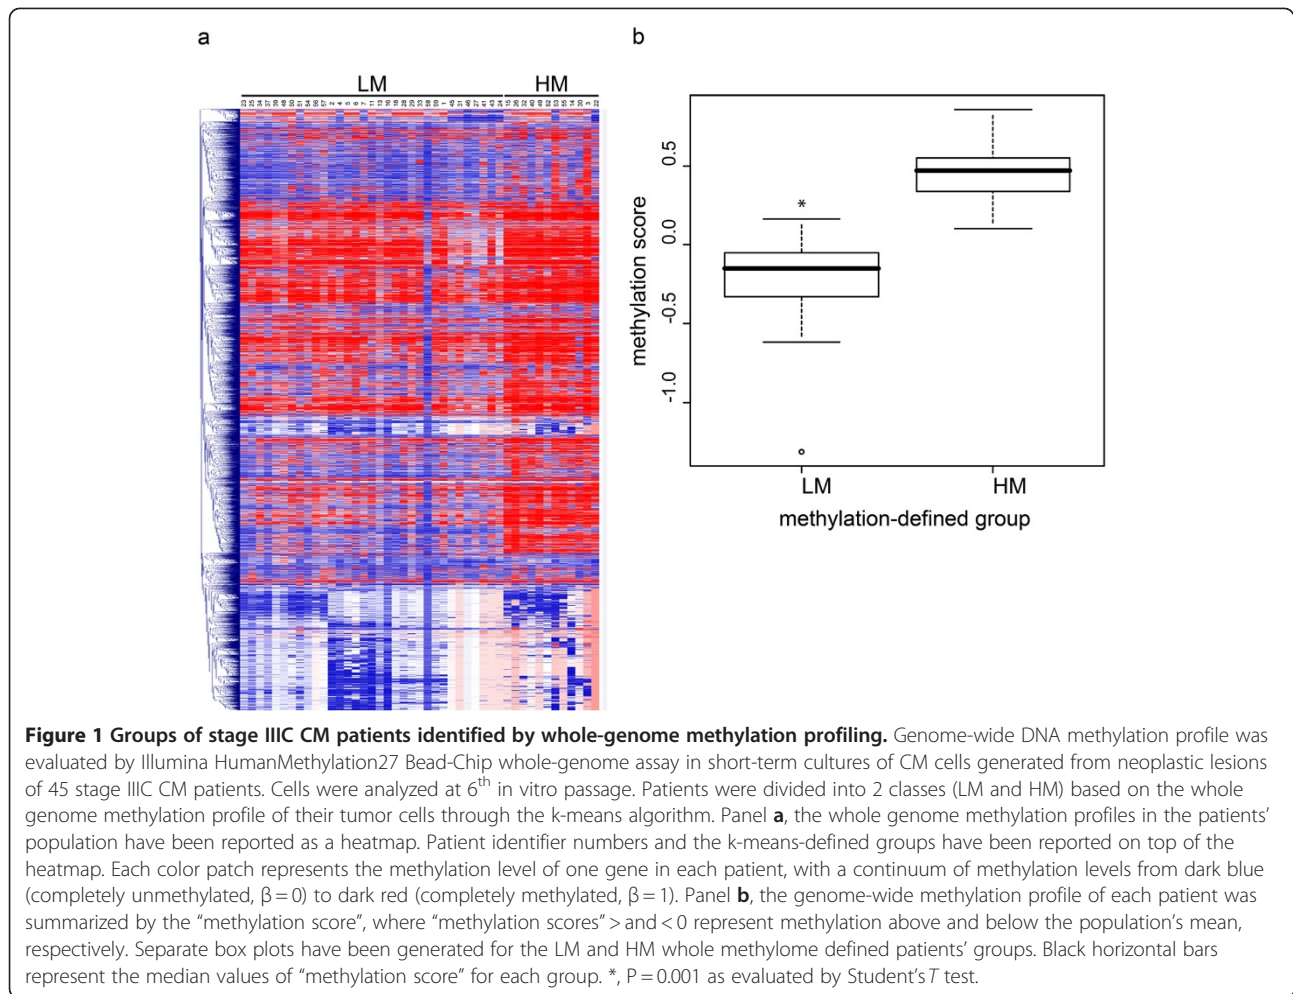 a
b
LM HM
0.5
0.0
-0.5
-1.0
methylation score
*
LM HM
methylation-defined group
Figure 1 Groups of stage IIIC CM patients identified by whole-genome methylation profiling. Genome-wide DNA methylation profile was
evaluated by Illumina HumanMethylation27 Bead-Chip whole-genome assay in short-term cultures of CM cells generated from neoplastic lesions
of 45 stage IIIC CM patients. Cells were analyzed at 6th in vitro passage. Patients were divided into 2 classes (LM and HM) based on the whole
genome methylation profile of their tumor cells through the k-means algorithm. Panel a, the whole genome methylation profiles in the patients’
population have been reported as a heatmap. Patient identifier numbers and the k-means-defined groups have been reported on top of the
heatmap. Each color patch represents the methylation level of one gene in each patient, with a continuum of methylation levels from dark blue
(completely unmethylated, β = 0) to dark red (completely methylated, β = 1). Panel b, the genome-wide methylation profile of each patient was
summarized by the “methylation score”, where “methylation scores” > and < 0 represent methylation above and below the population’s mean,
respectively. Separate box plots have been generated for the LM and HM whole methylome defined patients’ groups. Black horizontal bars
represent the median values of “methylation score” for each group. *, P = 0.001 as evaluated by Student’s T test.